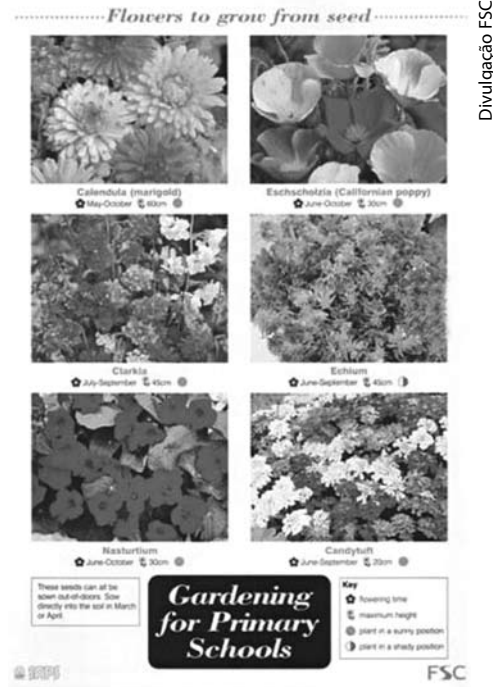 Flowers to grow from seed
Divulgação FSC
Calendula (marigold)
May-October 60cm
Eschscholzia (Californian poppy)
June-October 30cm
Clarkia
July-September 45cm
Echium
June-September 45cm
Nasturtium
June-October 30cm
Candytuft
June-September 20cm
These seeds can all be
sown out-of-doors. Sow
directly into the soil in March
or April
Gardening
for Primary
Schools
Key
flowering time
maximum height
plant in a sunny position
plant in a shady position
FSC